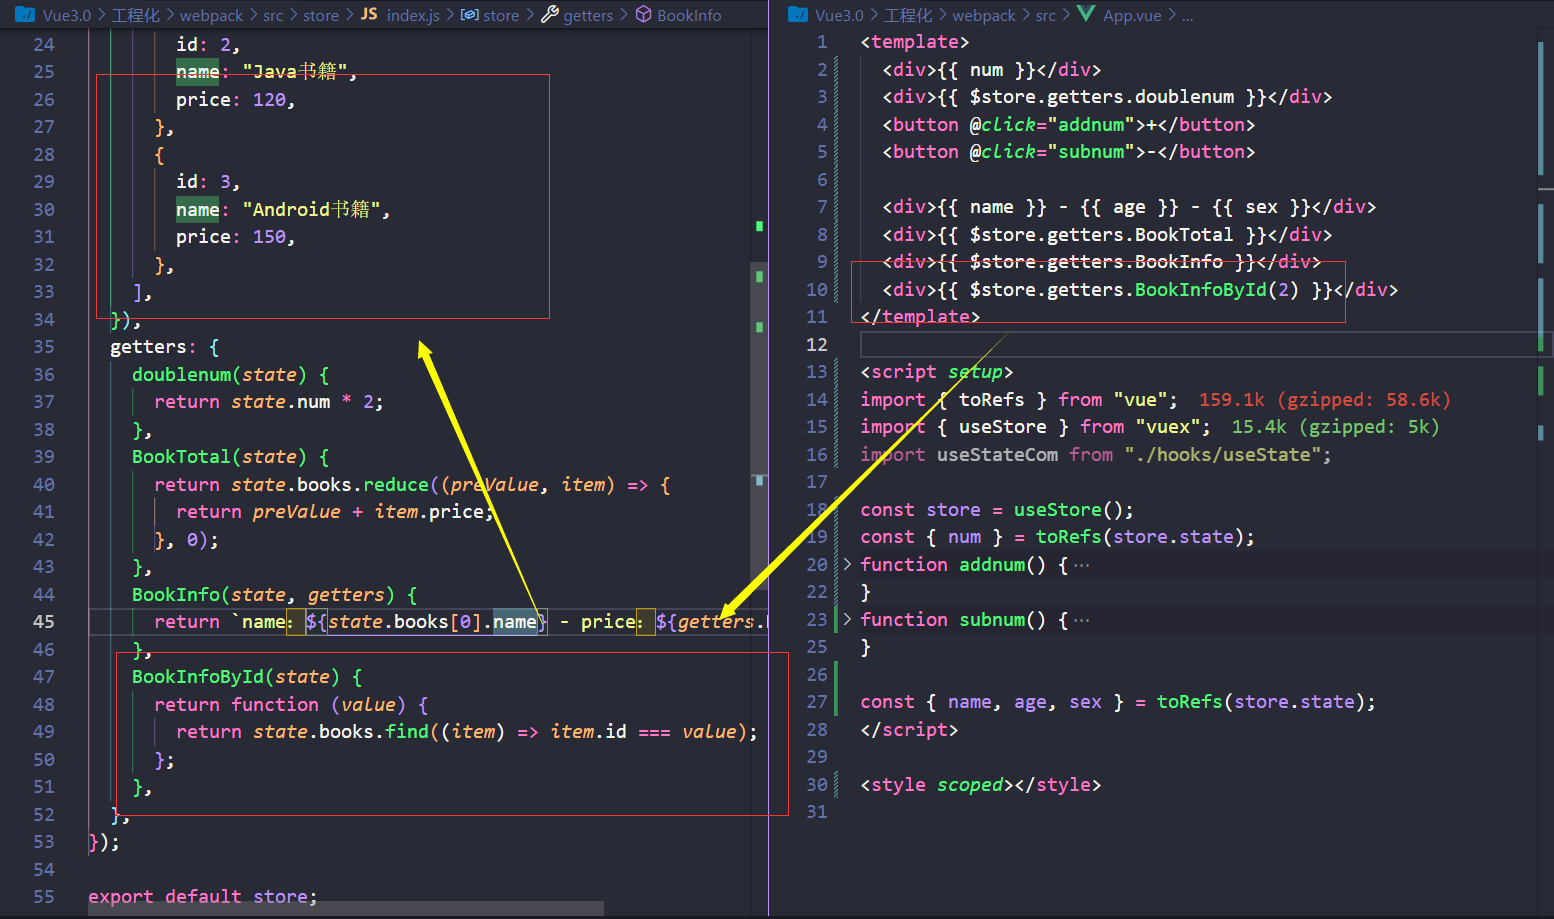 Vue3.0 > 工程化 > webpack > src > store > JS index.js > store > getters > BookInfo
24 id: 2,
25 name: "Java书籍",
26 price: 120,
27 },
28 {
29 id: 3,
30 name: "Android书籍",
31 price: 150,
32 },
33 ],
34 }),
35 getters: {
36 doublenum(state) {
37 return state.num * 2;
38 },
39 BookTotal(state) {
40 return state.books.reduce((preValue, item) => {
41 return preValue + item.price;
42 }, 0);
43 },
44 BookInfo(state, getters) {
45 return `name：${state.books[0].name} - price：${getters.
46 },
47 BookInfoById(state) {
48 return function (value) {
49 return state.books.find((item) => item.id === value);
50 };
51 },
52 },
53 });
54
55 export default store;
Vue3.0 > 工程化 > webpack > src > App.vue > ...
1 <template>
2 <div>{{ num }}</div>
3 <div>{{ $store.getters.doublenum }}</div>
4 <button @click="addnum">+</button>
5 <button @click="subnum">-</button>
6
7 <div>{{ name }} - {{ age }} - {{ sex }}</div>
8 <div>{{ $store.getters.BookTotal }}</div>
9 <div>{{ $store.getters.BookInfo }}</div>
10 <div>{{ $store.getters.BookInfoById(2) }}</div>
11 </template>
12
13 <script setup>
14 import { toRefs } from "vue"; 159.1k (gzipped: 58.6k)
15 import { useStore } from "vuex"; 15.4k (gzipped: 5k)
16 import useStateCom from "./hooks/useState";
17
18 const store = useStore();
19 const { num } = toRefs(store.state);
20 > function addnum() { ···
22 }
23 > function subnum() { ···
25 }
26
27 const { name, age, sex } = toRefs(store.state);
28 </script>
29
30 <style scoped></style>
31